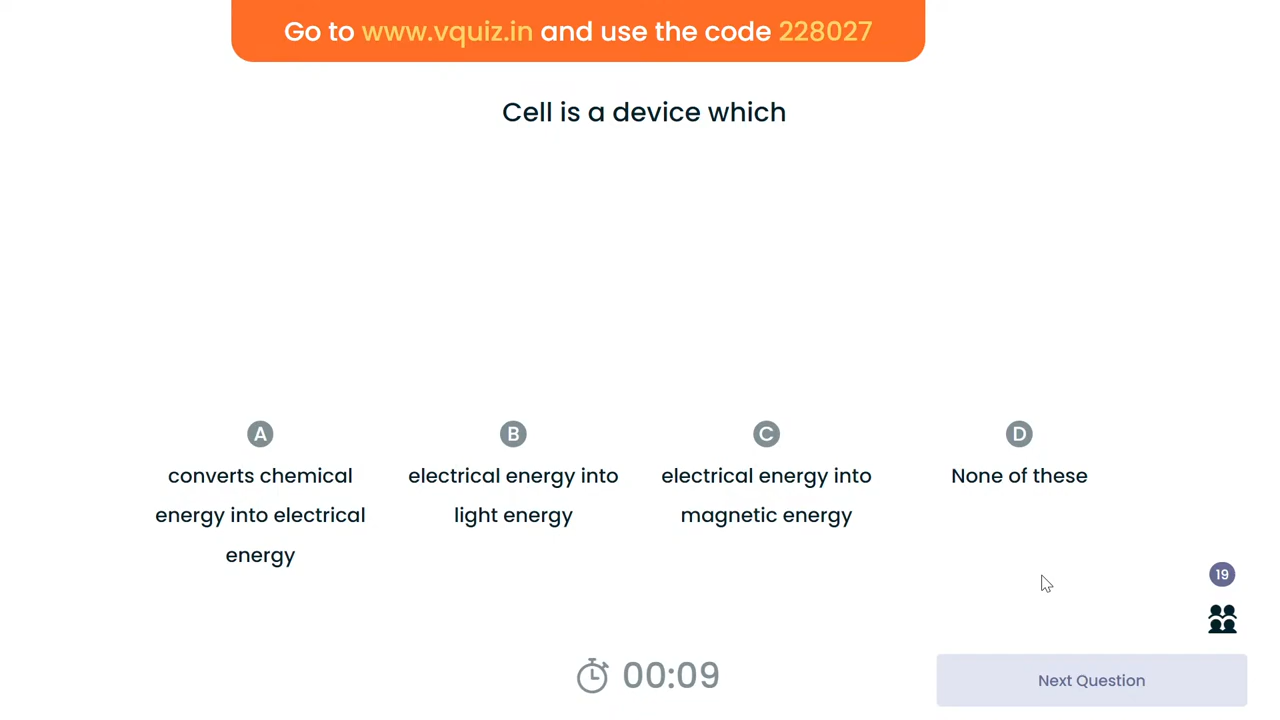 Go to www.vquiz.in and use the code 228027
Cell is a device which
A
converts chemical
energy into electrical
energy
B
electrical energy into
light energy
C
electrical energy into
magnetic energy
D
None of these
19
00:09
Next Question